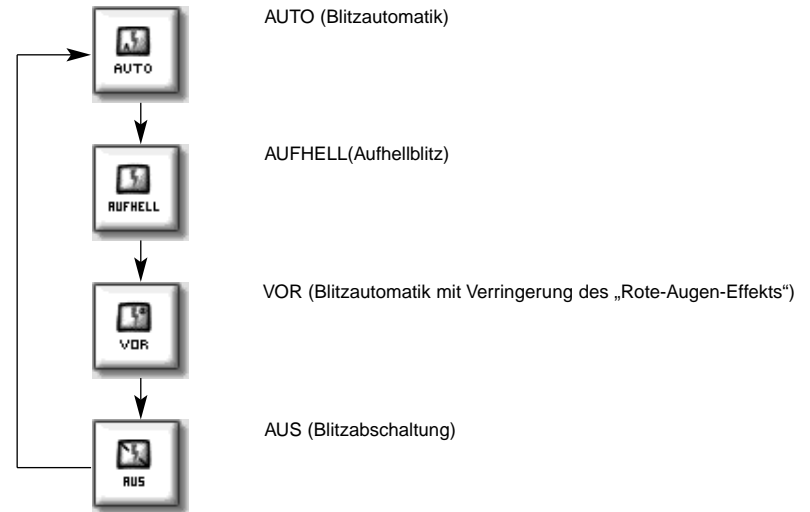 AUTO (Blitzautomatik)
AUTO
AUFHELL(Aufhellblitz)
AUFHELL
VOR (Blitzautomatik mit Verringerung des „Rote-Augen-Effekts“)
VOR
AUS (Blitzabschaltung)
AUS